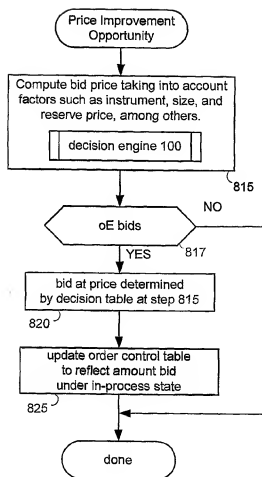 Price Improvement
Opportunity
Compute bid price taking into account
factors such as instrument, size, and
reserve price, among others.
decision engine 100
815
oE bids
NO
817
YES
bid at price determined
by decision table at step 815
820
update order control table
to reflect amount bid
under in-process state
825
done